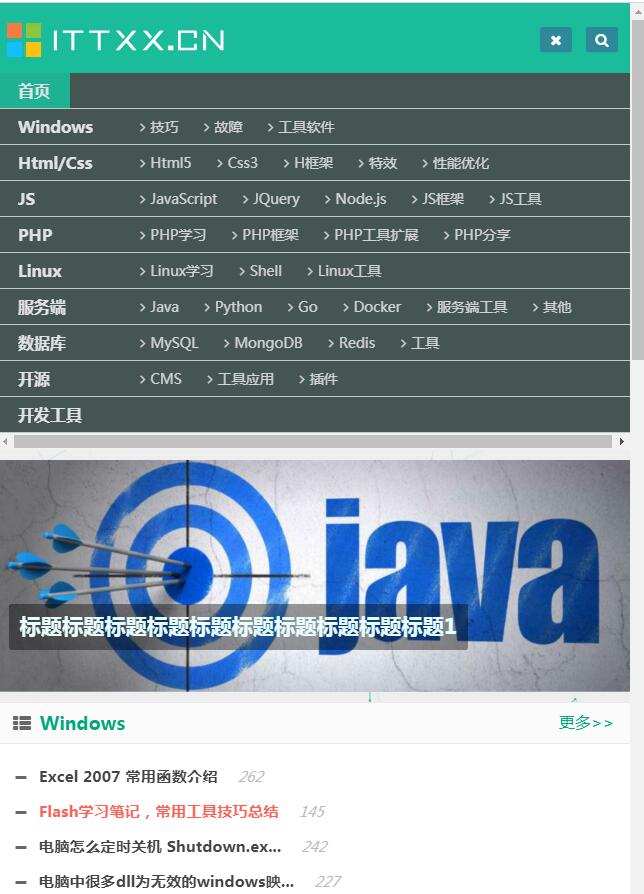 ITTXX.CN
首页
Windows 技巧 故障 工具软件
Html/Css Html5 Css3 H框架 特效 性能优化
JS JavaScript JQuery Node.js JS框架 JS工具
PHP PHP学习 PHP框架 PHP工具扩展 PHP分享
Linux Linux学习 Shell Linux工具
服务端 Java Python Go Docker 服务端工具 其他
数据库 MySQL MongoDB Redis 工具
开源 CMS 工具应用 插件
开发工具
java
标题标题标题标题标题标题标题标题标题标题1
Windows 更多>>
Excel 2007 常用函数介绍 262
Flash学习笔记，常用工具技巧总结 145
电脑怎么定时关机 Shutdown.ex... 242
电脑中很多dll为无效的windows映... 227